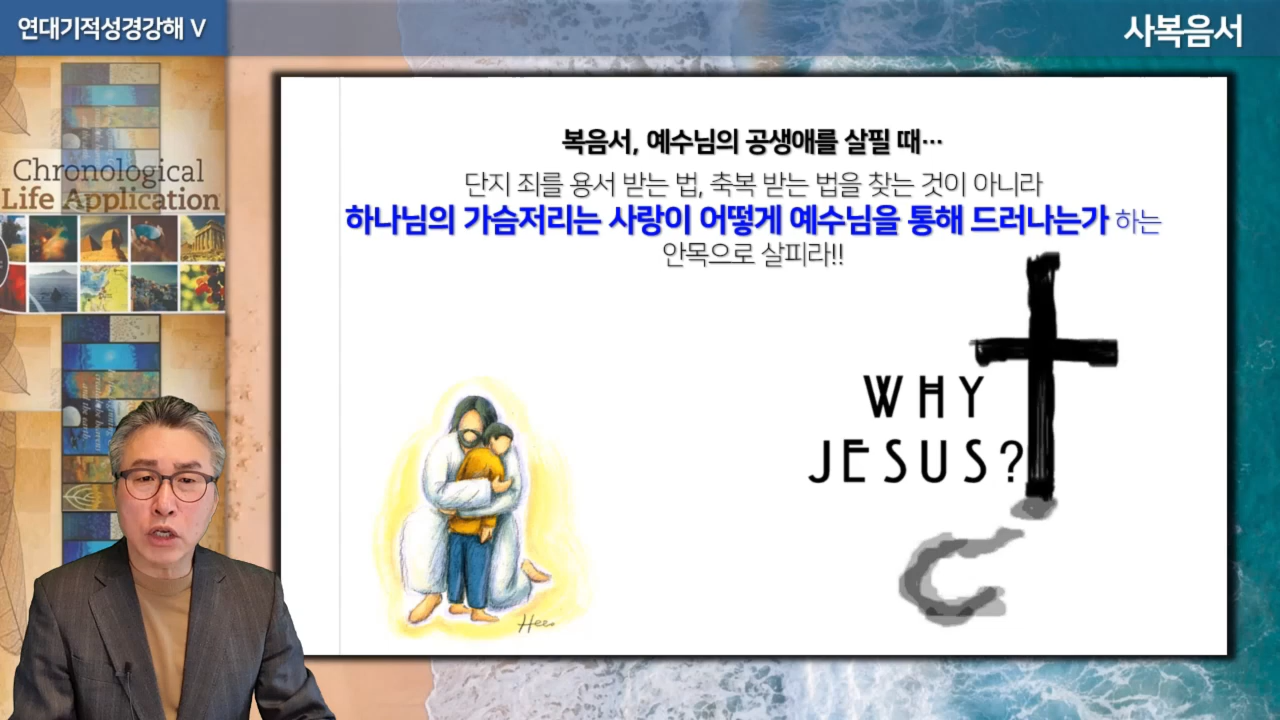 연대기적성경강해 V
사복음서
Chronological
Life Application
복음서, 예수님의 공생애를 살필 때…
단지 죄를 용서 받는 법, 축복 받는 법을 찾는 것이 아니라
하나님의 가슴저리는 사랑이 어떻게 예수님을 통해 드러나는가 하는
안목으로 살피라!!
WHY
JESUS?